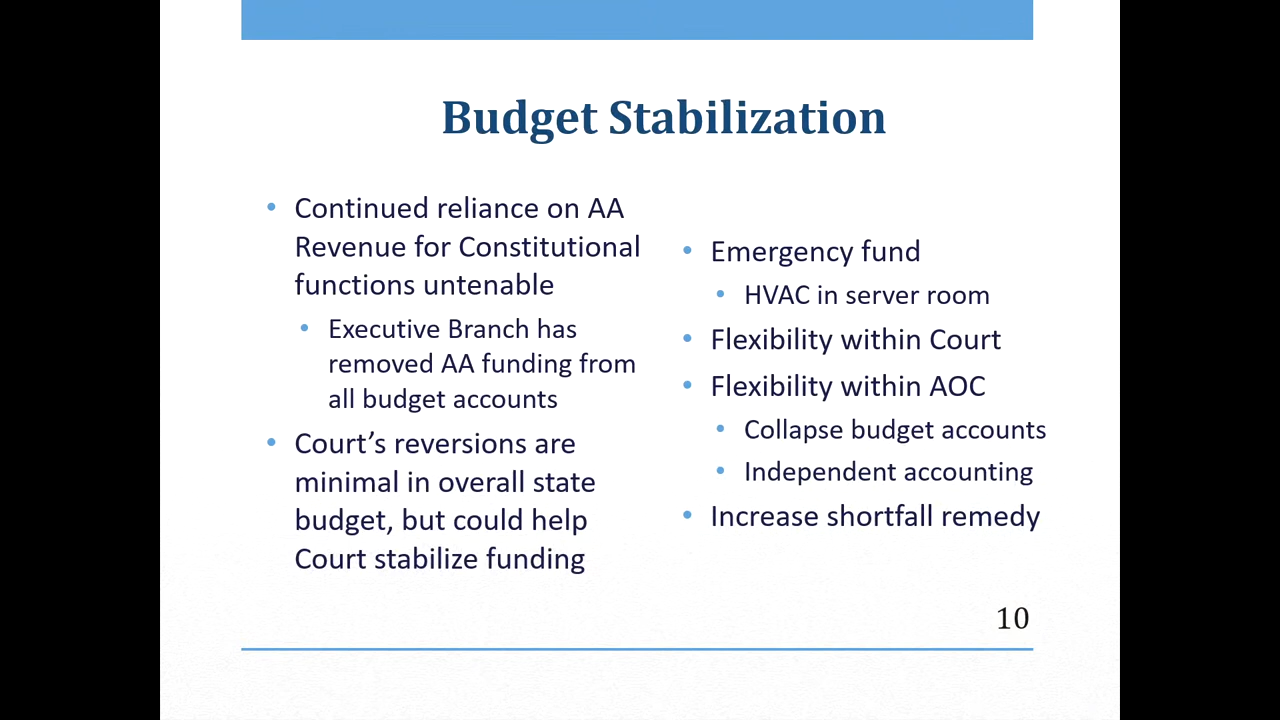 Budget Stabilization
• Continued reliance on AA
Revenue for Constitutional
functions untenable
• Executive Branch has
removed AA funding from
all budget accounts
• Court’s reversions are
minimal in overall state
budget, but could help
Court stabilize funding
• Emergency fund
• HVAC in server room
• Flexibility within Court
• Flexibility within AOC
• Collapse budget accounts
• Independent accounting
• Increase shortfall remedy
10